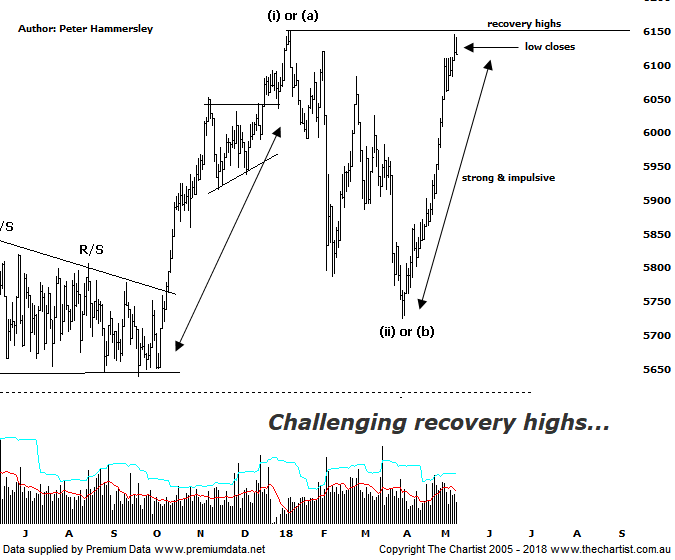 6200
(i) or (a)
Author: Peter Hammersley
recovery highs
6150
low closes
6100
6050
6000
5950
strong & impulsive
5900
/S
R/S
5850
5800
5750
(ii) or (b)
5700
5650
Challenging recovery highs...
J A S O N D 18 F M A M J J A S
Data supplied by Premium Data www.premiumdata.net Copyright The Chartist 2005 - 2018 www.thechartist.com.au